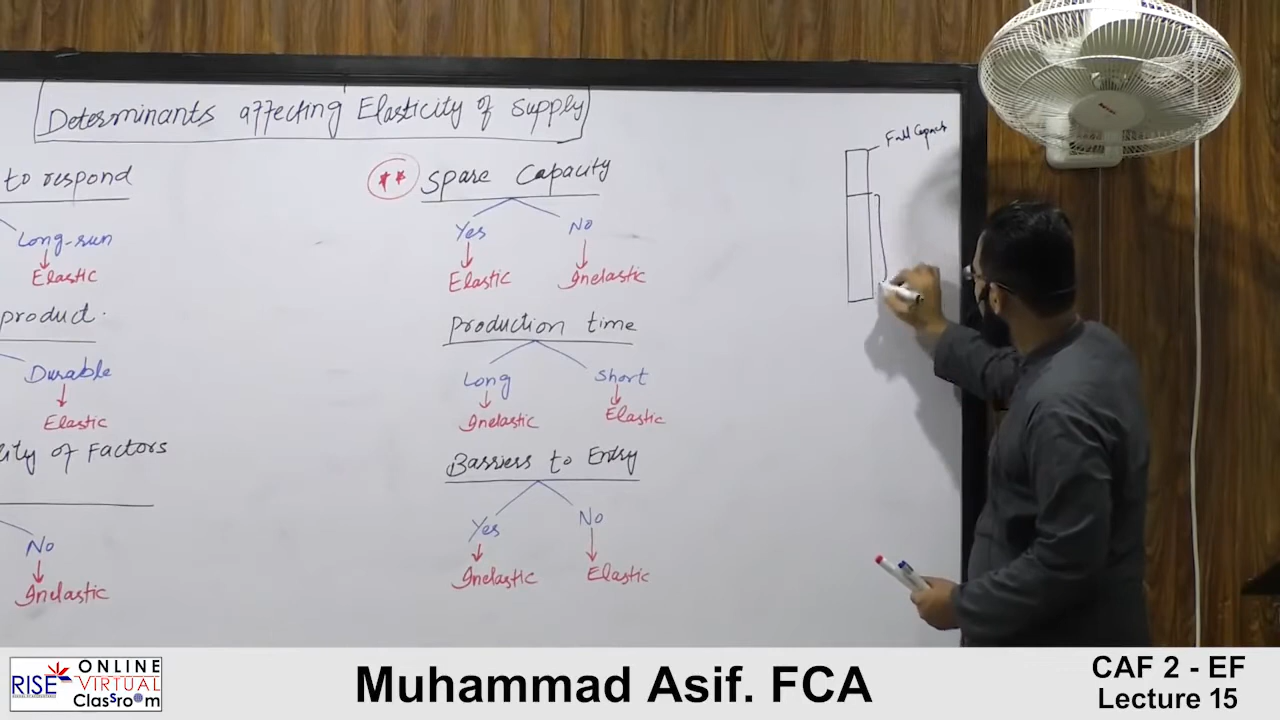 Determinants affecting Elasticity of Supply
to respond
Long-run
Elastic
product.
Durable
Elastic
lity of Factors
No
Inelastic
** Spare Capacity
Yes No
Elastic Inelastic
Production time
Long Short
Inelastic Elastic
Barriers to Entry
Yes No
Inelastic Elastic
Full
RISE ONLINE VIRTUAL Classroom
Muhammad Asif. FCA
CAF 2 - EF
Lecture 15